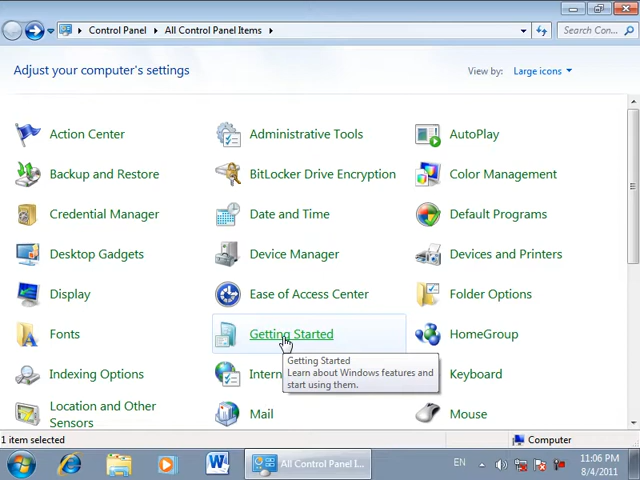 Control Panel All Control Panel Items Search Con...
Adjust your computer's settings View by: Large icons
Action Center Administrative Tools AutoPlay
Backup and Restore BitLocker Drive Encryption Color Management
Credential Manager Date and Time Default Programs
Desktop Gadgets Device Manager Devices and Printers
Display Ease of Access Center Folder Options
Fonts Getting Started HomeGroup
Getting Started
Learn about Windows features and
start using them.
Indexing Options Intern Keyboard
Location and Other
Sensors
Mail Mouse
1 item selected Computer
All Control Panel I... EN 11:06 PM
8/4/2011